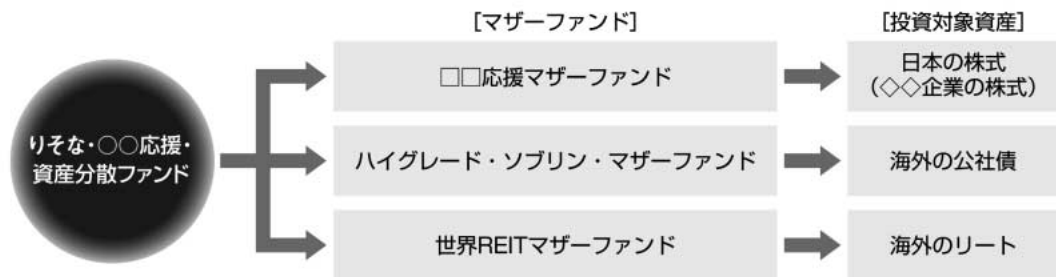 [マザーファンド]
[投資対象資産]
りそな・○○応援・
資産分散ファンド
□□応援マザーファンド
日本の株式
(◇◇企業の株式)
ハイグレード・ソブリン・マザーファンド
海外の公社債
世界REITマザーファンド
海外のリート